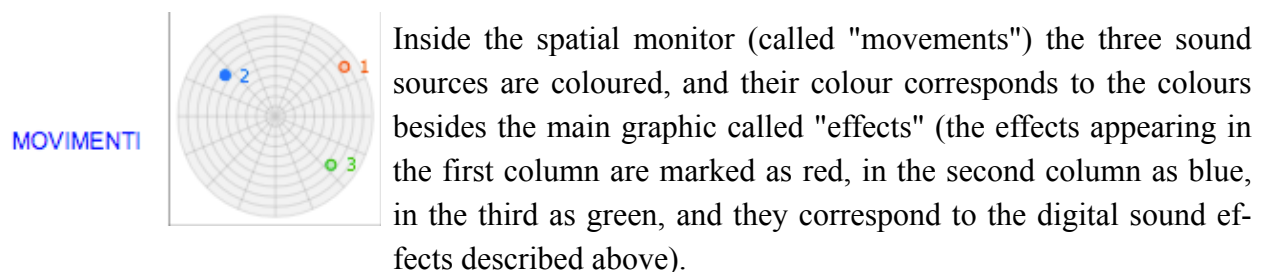 MOVIMENTI
2
1
3
Inside the spatial monitor (called "movements") the three sound
sources are coloured, and their colour corresponds to the colours
besides the main graphic called "effects" (the effects appearing in
the first column are marked as red, in the second column as blue,
in the third as green, and they correspond to the digital sound ef-
fects described above).